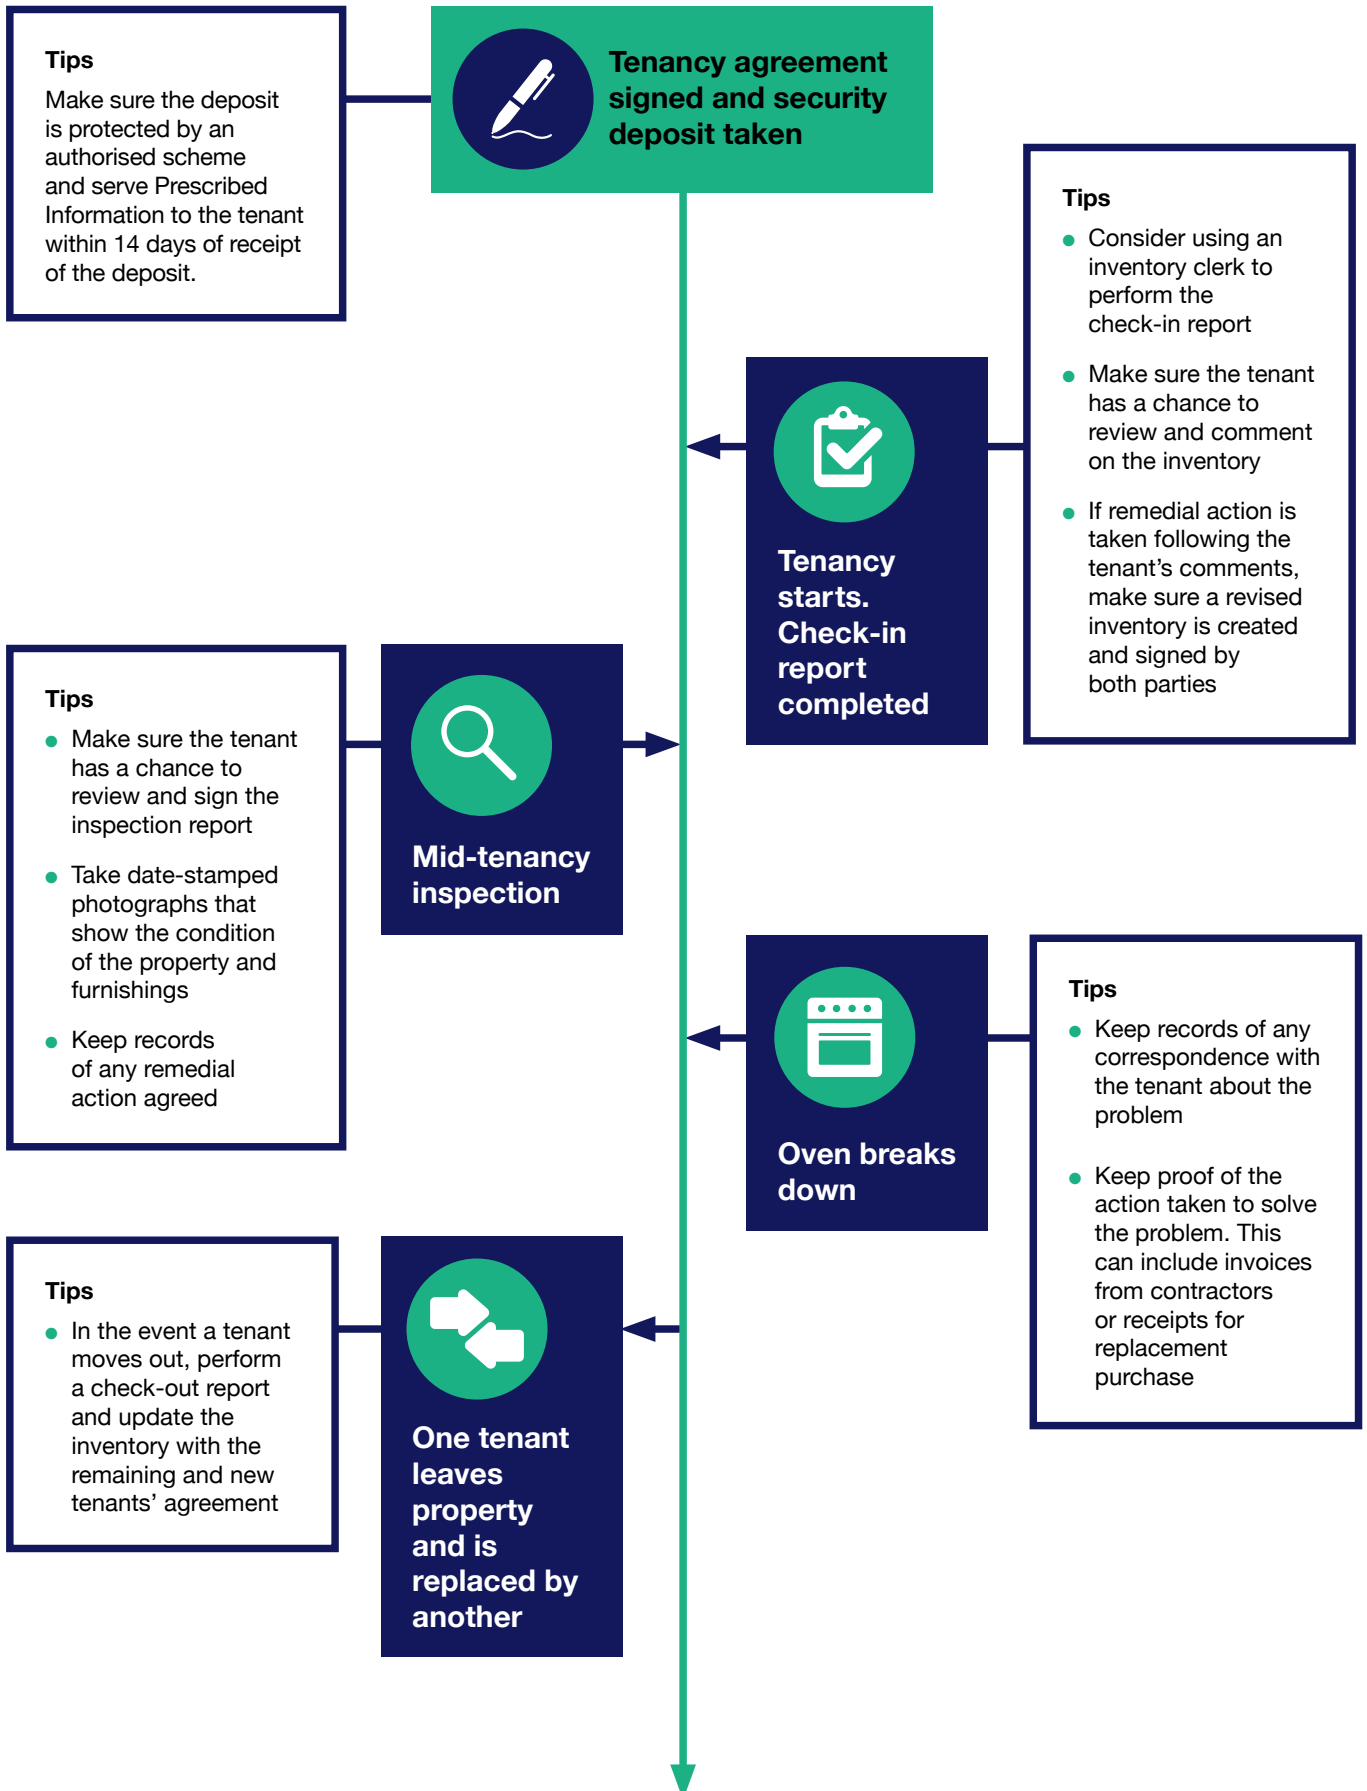 Tips
Make sure the deposit
is protected by an
authorised scheme
and serve Prescribed
Information to the tenant
within 14 days of receipt
of the deposit.
Tenancy agreement
signed and security
deposit taken
Tips
● Consider using an
inventory clerk to
perform the
check-in report
● Make sure the tenant
has a chance to
review and comment
on the inventory
● If remedial action is
taken following the
tenant’s comments,
make sure a revised
inventory is created
and signed by
both parties
Tenancy
starts.
Check-in
report
completed
Tips
● Make sure the tenant
has a chance to
review and sign the
inspection report
● Take date-stamped
photographs that
show the condition
of the property and
furnishings
● Keep records
of any remedial
action agreed
Mid-tenancy
inspection
Oven breaks
down
Tips
● Keep records of any
correspondence with
the tenant about the
problem
● Keep proof of the
action taken to solve
the problem. This
can include invoices
from contractors
or receipts for
replacement
purchase
Tips
● In the event a tenant
moves out, perform
a check-out report
and update the
inventory with the
remaining and new
tenants’ agreement
One tenant
leaves
property
and is
replaced by
another